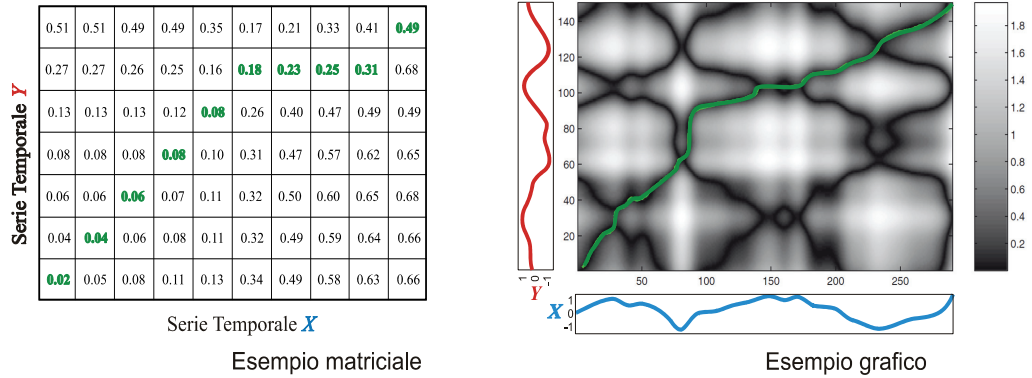 Serie Temporale Y
0.51 0.51 0.49 0.49 0.35 0.17 0.21 0.33 0.41 0.49
0.27 0.27 0.26 0.25 0.16 0.18 0.23 0.25 0.31 0.68
0.13 0.13 0.13 0.12 0.08 0.26 0.40 0.47 0.49 0.49
0.08 0.08 0.08 0.08 0.10 0.31 0.47 0.57 0.62 0.65
0.06 0.06 0.06 0.07 0.11 0.32 0.50 0.60 0.65 0.68
0.04 0.04 0.06 0.08 0.11 0.32 0.49 0.59 0.64 0.66
0.02 0.05 0.08 0.11 0.13 0.34 0.49 0.58 0.63 0.66
Serie Temporale X
Esempio matriciale
1 0 -1
Y
140
120
100
80
60
40
20
50 100 150 200 250
1.8
1.6
1.4
1.2
1
0.8
0.6
0.4
0.2
X
1
0
-1
Esempio grafico